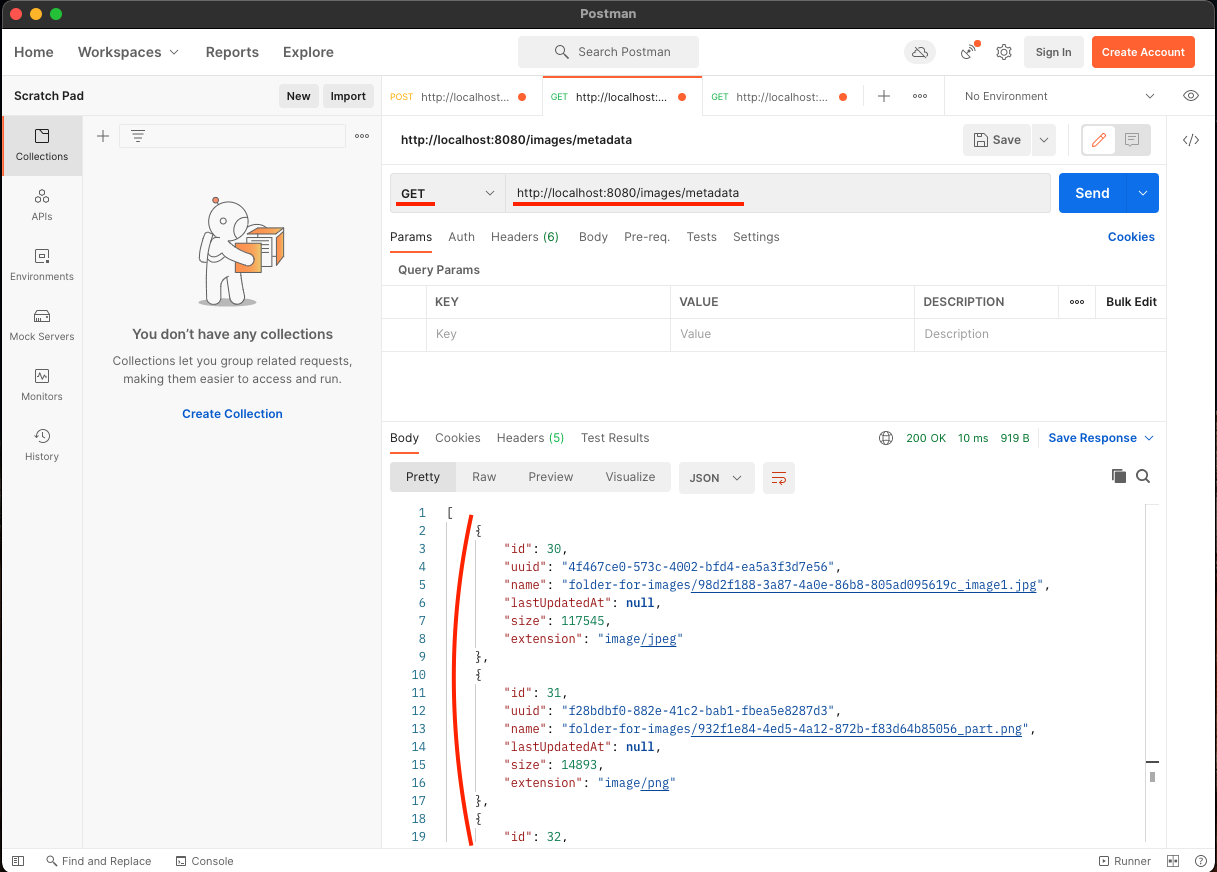 Postman
Home Workspaces Reports Explore Search Postman Sign In Create Account
Scratch Pad New Import
POST http://localhost... GET http://localhost:... GET http://localhost:... No Environment
Collections
APIs
Environments
Mock Servers
Monitors
History
You don’t have any collections
Collections let you group related requests,
making them easier to access and run.
Create Collection
http://localhost:8080/images/metadata Save
GET http://localhost:8080/images/metadata Send
Params Auth Headers (6) Body Pre-req. Tests Settings Cookies
Query Params
KEY VALUE DESCRIPTION Bulk Edit
Key Value Description
Body Cookies Headers (5) Test Results 200 OK 10 ms 919 B Save Response
Pretty Raw Preview Visualize JSON
1 [
2 {
3 "id": 30,
4 "uuid": "4f467ce0-573c-4002-bfd4-ea5a3f3d7e56",
5 "name": "folder-for-images/98d2f188-3a87-4a0e-86b8-805ad095619c_image1.jpg",
6 "lastUpdatedAt": null,
7 "size": 117545,
8 "extension": "image/jpeg"
9 },
10 {
11 "id": 31,
12 "uuid": "f28bdbf0-882e-41c2-bab1-fbea5e8287d3",
13 "name": "folder-for-images/932f1e84-4ed5-4a12-872b-f83d64b85056_part.png",
14 "lastUpdatedAt": null,
15 "size": 14893,
16 "extension": "image/png"
17 },
18 {
19 "id": 32,
Find and Replace Console Runner